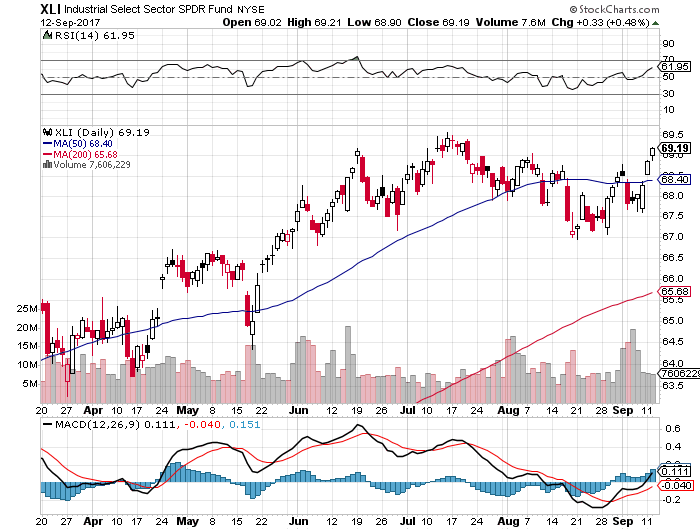 XLI Industrial Select Sector SPDR Fund NYSE © StockCharts.com
12-Sep-2017 Open 69.02 High 69.21 Low 68.90 Close 69.19 Volume 7.6M Chg +0.33 (+0.48%)
RSI(14) 61.95
90
70
61.95
50
30
10
XLI (Daily) 69.19
MA(50) 68.40
MA(200) 65.68
Volume 7,606,229
69.5
69.19
68.40
68.0
67.5
67.0
66.5
66.0
65.68
65.5
25M
65.0
20M
64.5
15M
64.0
10M
7606229
5M
63.5
20 27 Apr 10 17 24 May 8 15 22 Jun 12 19 26 Jul 10 17 24 Aug 7 14 21 28 Sep 11
MACD(12,26,9) 0.111, -0.040, 0.151
0.6
0.4
0.111
-0.040
-0.2
20 27 Apr 10 17 24 May 8 15 22 Jun 12 19 26 Jul 10 17 24 Aug 7 14 21 28 Sep 11